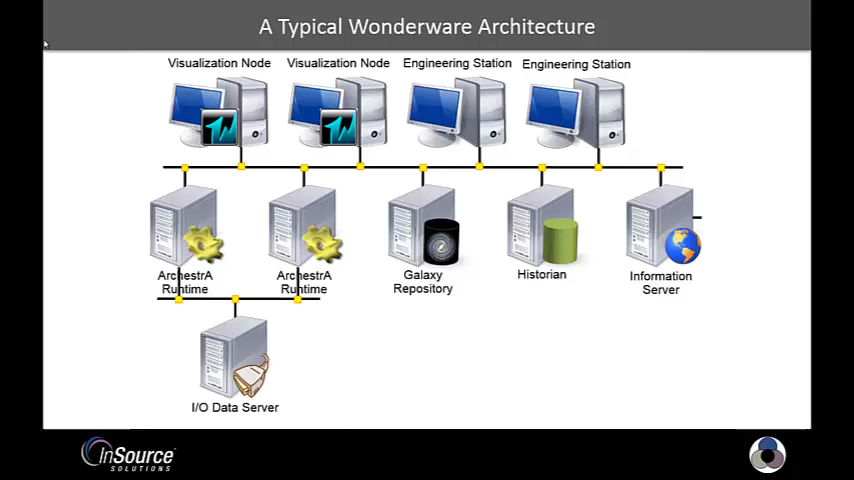 A Typical Wonderware Architecture
Visualization Node
Visualization Node
Engineering Station
Engineering Station
ArchestrA
Runtime
ArchestrA
Runtime
Galaxy
Repository
Historian
Information
Server
I/O Data Server
InSource
SOLUTIONS